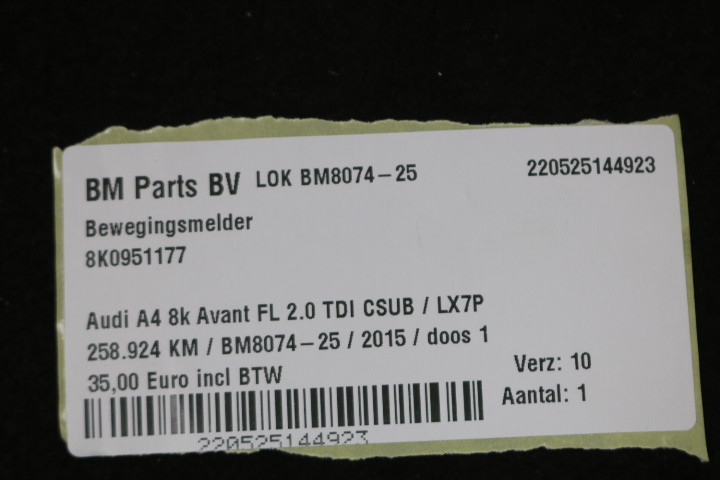 BM Parts BV LOK BM8074-25 220525144923
Bewegingsmelder
8K0951177
Audi A4 8k Avant FL 2.0 TDI CSUB / LX7P
258.924 KM / BM8074-25 / 2015 / doos 1
35,00 Euro incl BTW Verz: 10
Aantal: 1
220525144923